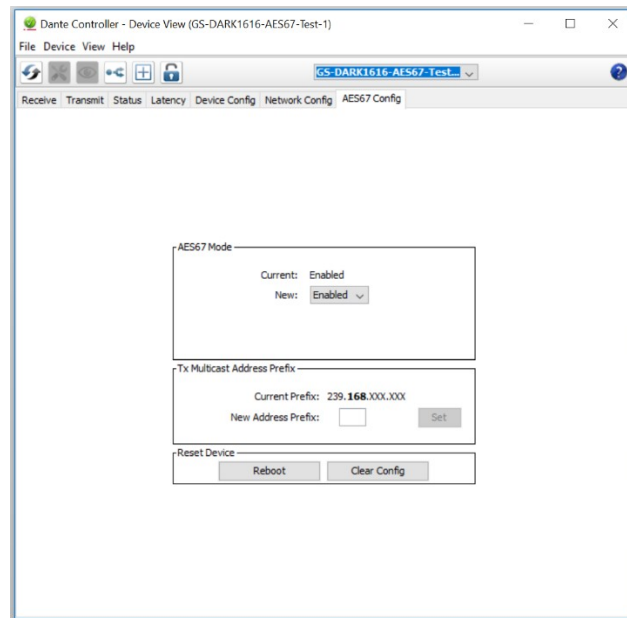 Dante Controller - Device View (GS-DARK1616-AES67-Test-1)
File Device View Help
GS-DARK1616-AES67-Test...
Receive Transmit Status Latency Device Config Network Config AES67 Config
AES67 Mode
Current: Enabled
New: Enabled
Tx Multicast Address Prefix
Current Prefix: 239.168.XXX.XXX
New Address Prefix: Set
Reset Device
Reboot Clear Config